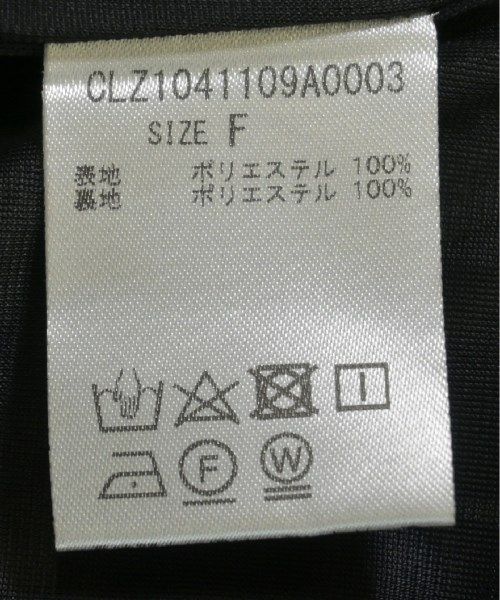 CLZ1041109A0003
SIZE F
表地 ポリエステル 100%
裏地 ポリエステル 100%
F W